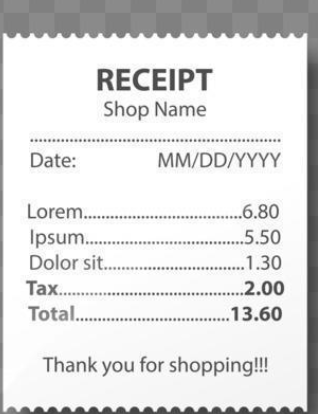 RECEIPT
Shop Name
Date: MM/DD/YYYY
Lorem.............................6.80
Ipsum.............................5.50
Dolor sit.........................1.30
Tax................................2.00
Total.............................13.60
Thank you for shopping!!!